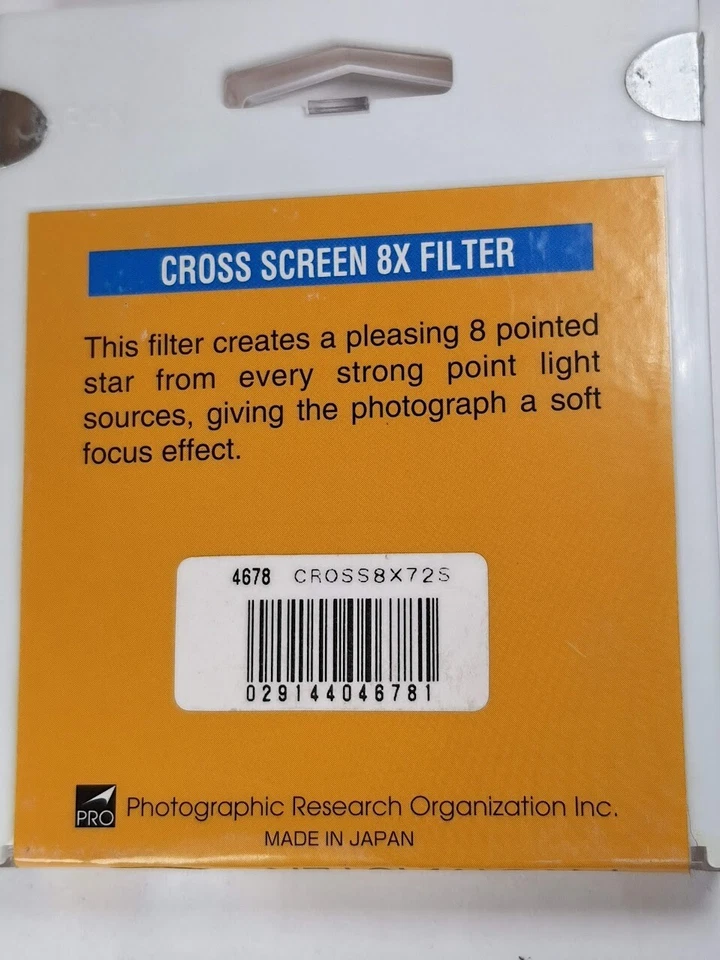 CROSS SCREEN 8X FILTER
This filter creates a pleasing 8 pointed
star from every strong point light
sources, giving the photograph a soft
focus effect.
4678 CROSS8X72S
029144046781
PRO Photographic Research Organization Inc.
MADE IN JAPAN